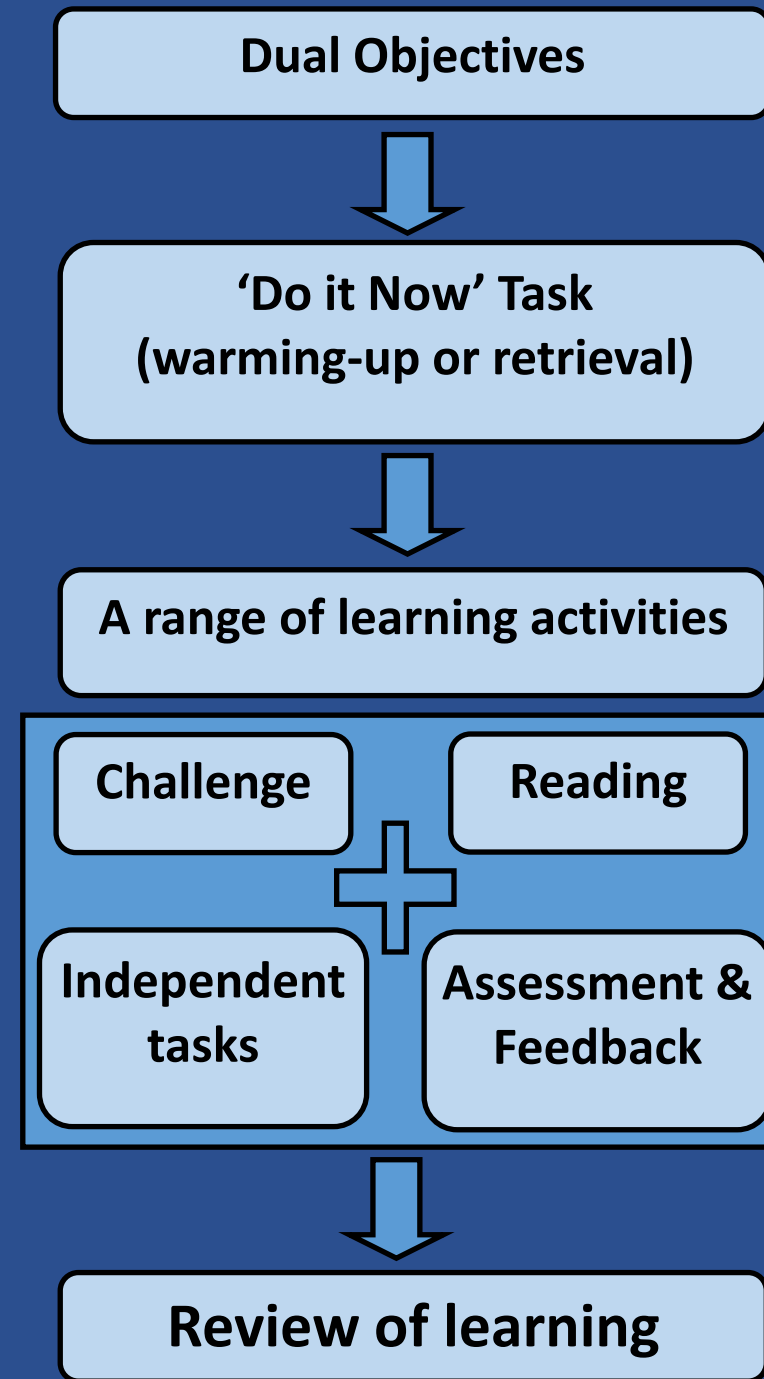 Dual Objectives
‘Do it Now’ Task
(warming-up or retrieval)
A range of learning activities
Challenge
Reading
Independent
tasks
Assessment &
Feedback
Review of learning